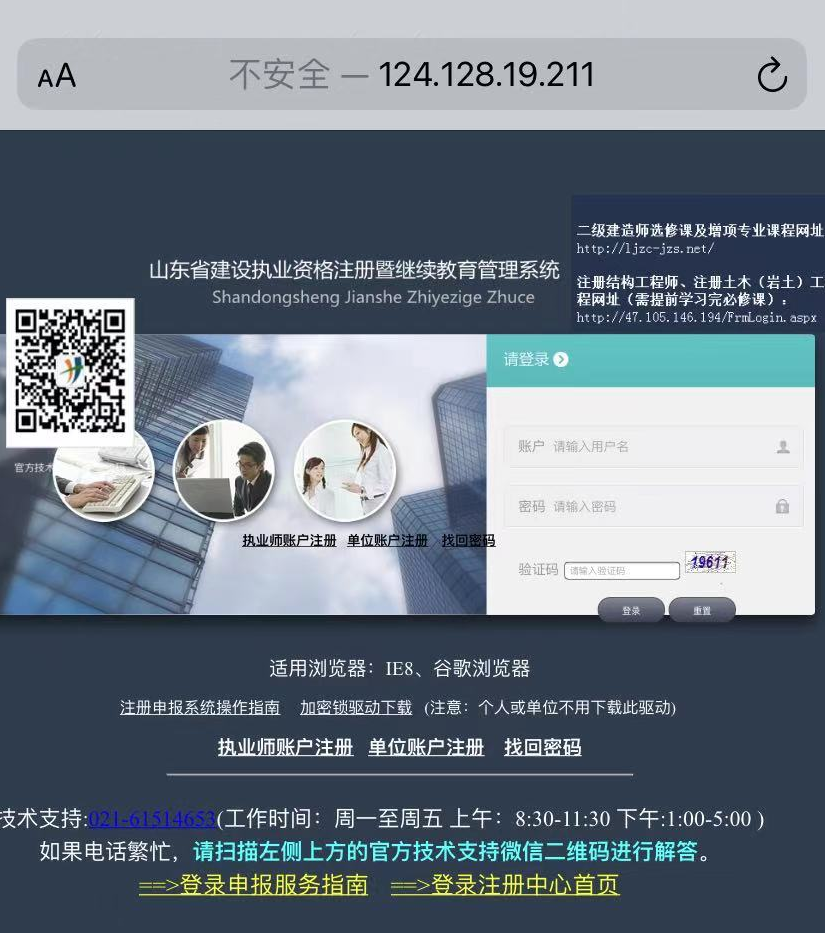 AA 不安全 — 124.128.19.211
二级建造师选修课及增项专业课程网址
http://ljzc-jzs.net/
注册结构工程师、注册土木（岩土）工
程网址（需提前学习完必修课）：
http://47.105.146.194/FrmLogin.aspx
山东省建设执业资格注册暨继续教育管理系统
Shandongsheng Jianshe Zhiyezige Zhuce
官方技术
请登录
账户 请输入用户名
密码 请输入密码
验证码 请输入验证码 19611
登录 重置
执业师账户注册 单位账户注册 找回密码
适用浏览器：IE8、谷歌浏览器
注册申报系统操作指南 加密锁驱动下载 (注意：个人或单位不用下载此驱动)
执业师账户注册 单位账户注册 找回密码
技术支持:021-61514653(工作时间：周一至周五 上午：8:30-11:30 下午:1:00-5:00 )
如果电话繁忙，请扫描左侧上方的官方技术支持微信二维码进行解答。
==>登录申报服务指南 ==>登录注册中心首页